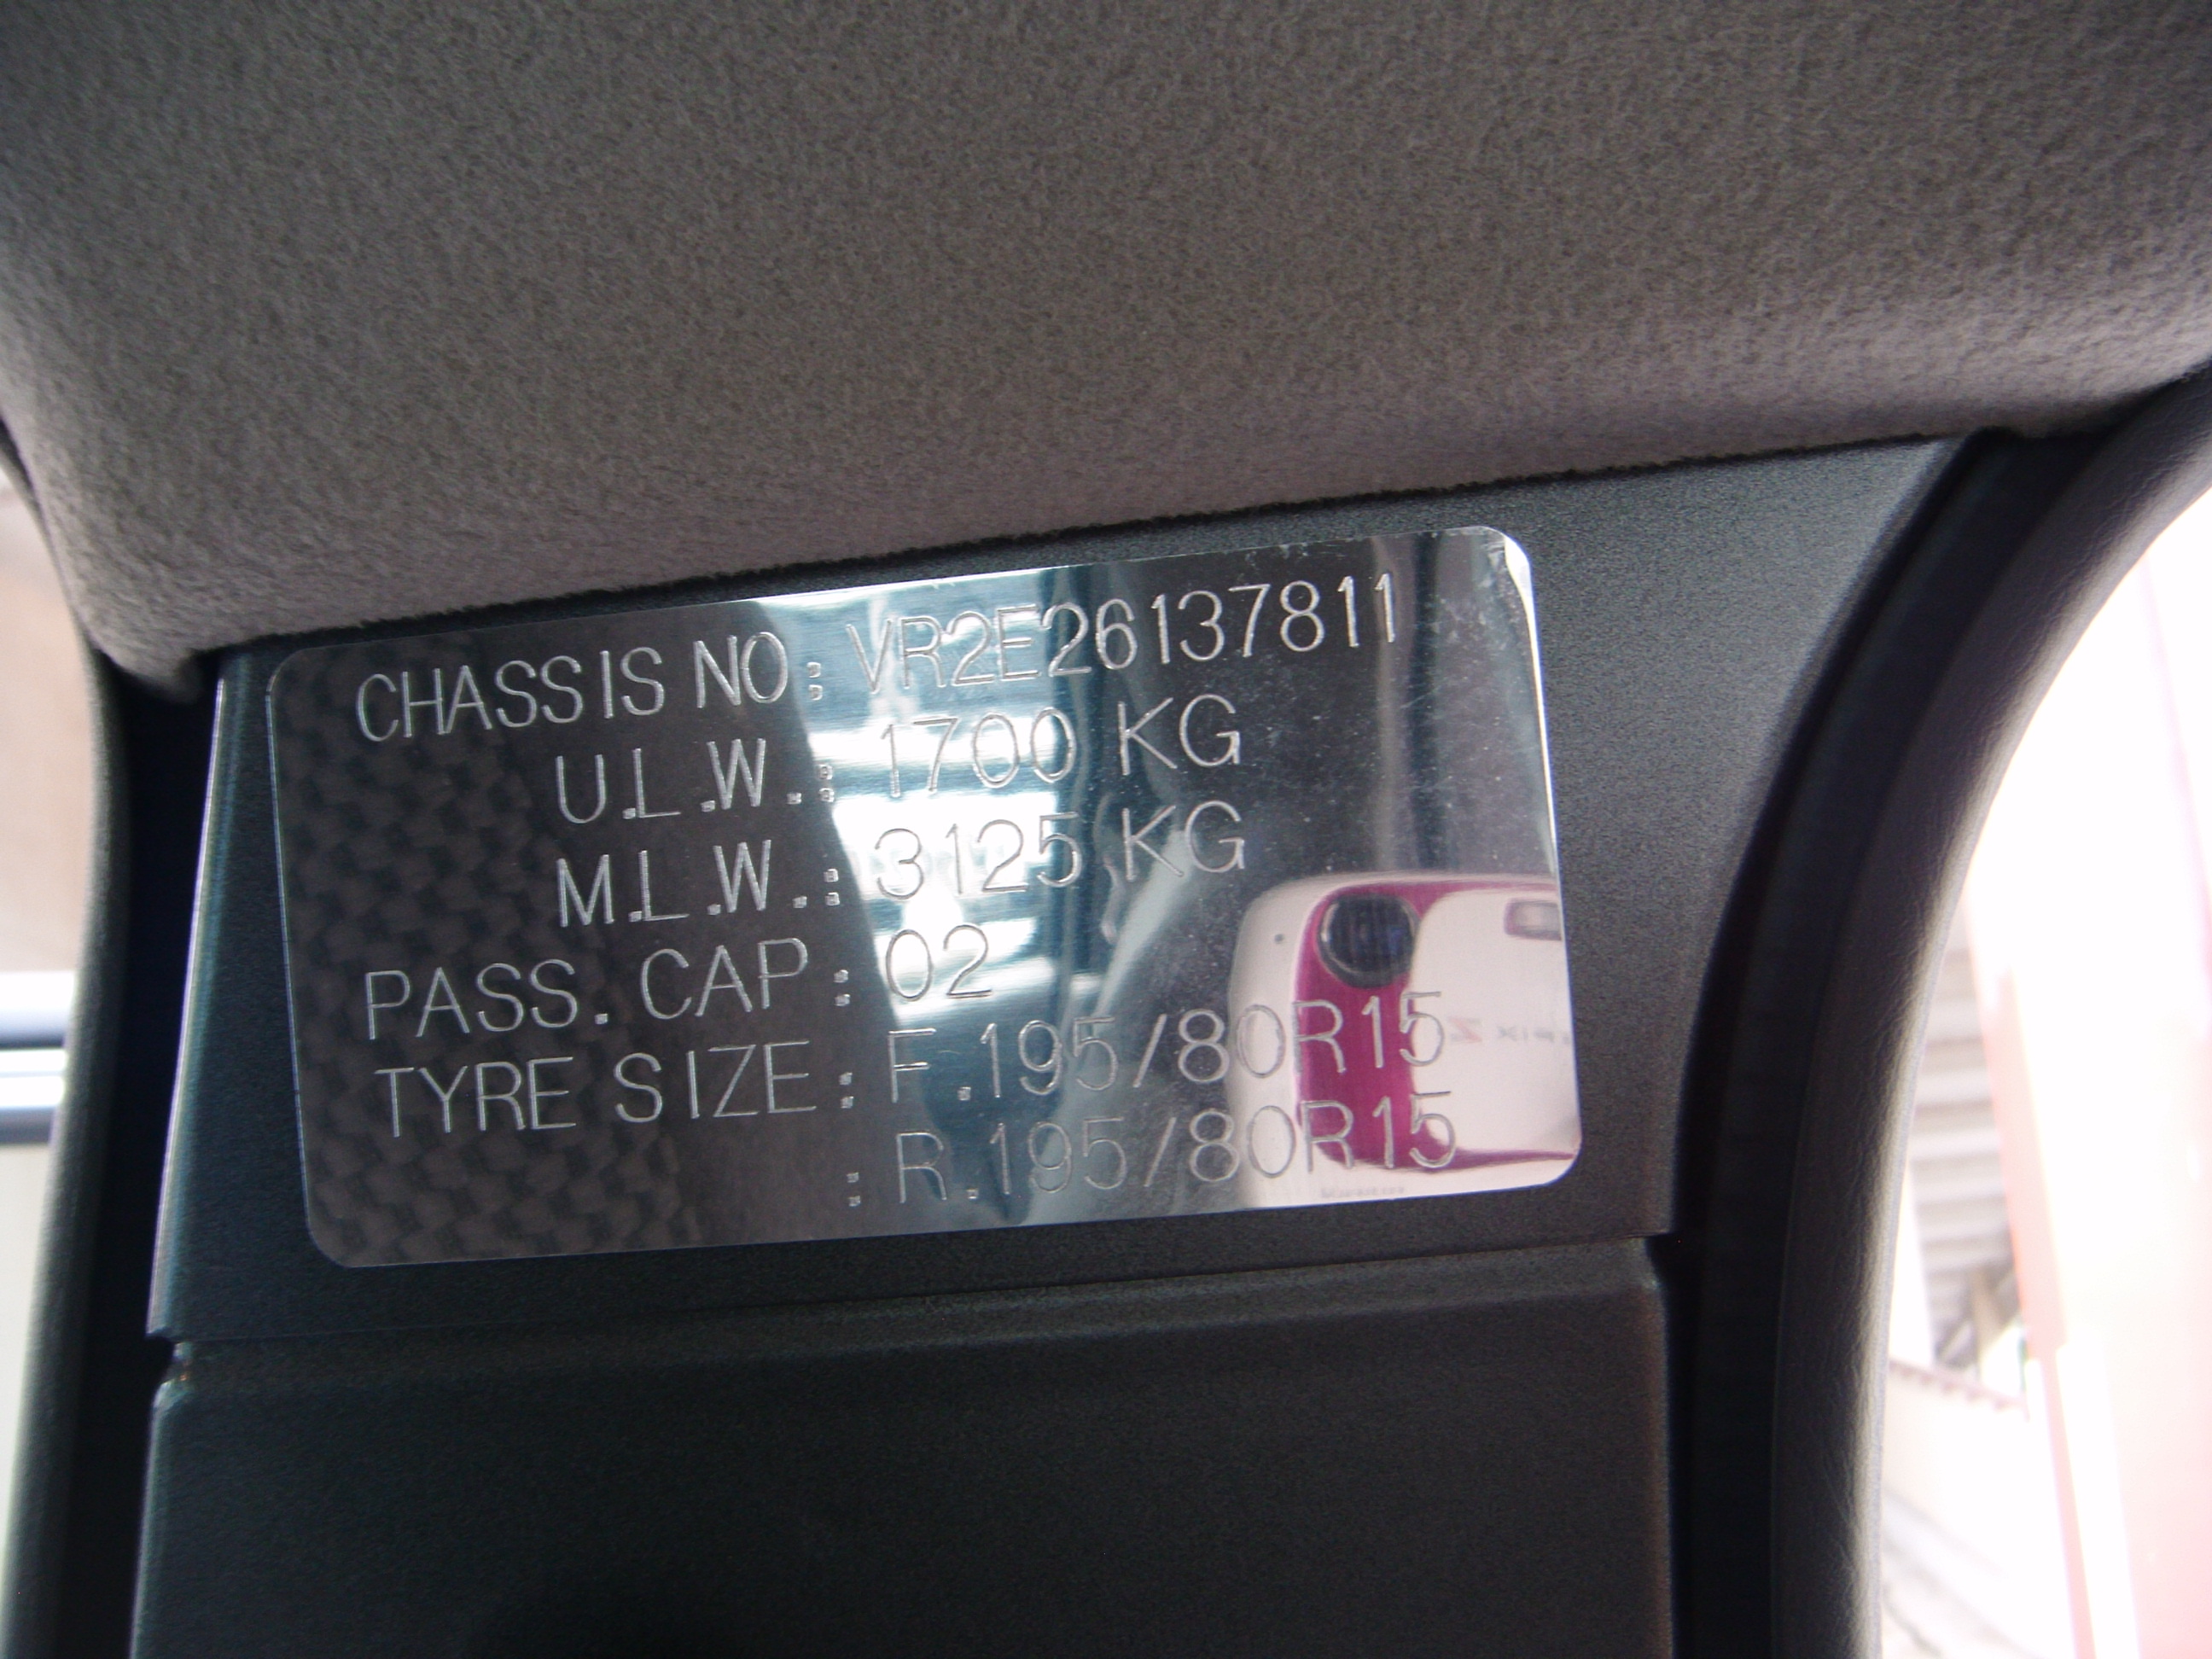 CHASSIS NO: VR2E26137811
U.L.W.: 1700 KG
M.L.W.: 3125 KG
PASS. CAP: 02
TYRE SIZE: F.195/80R15
: R.195/80R15